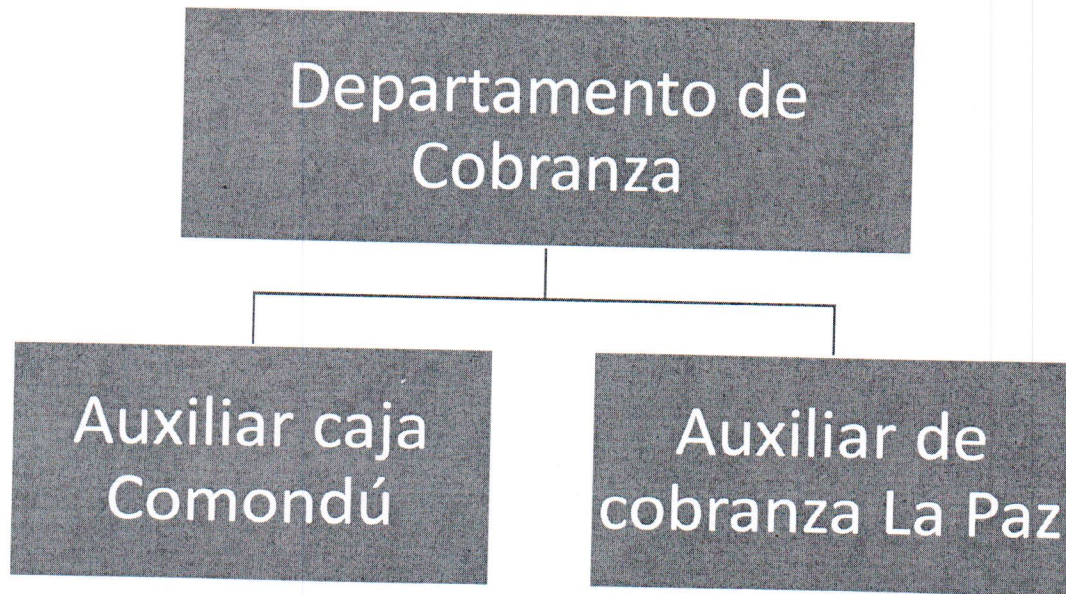 Departamento de
Cobranza
Auxiliar caja
Comondú
Auxiliar de
cobranza La Paz